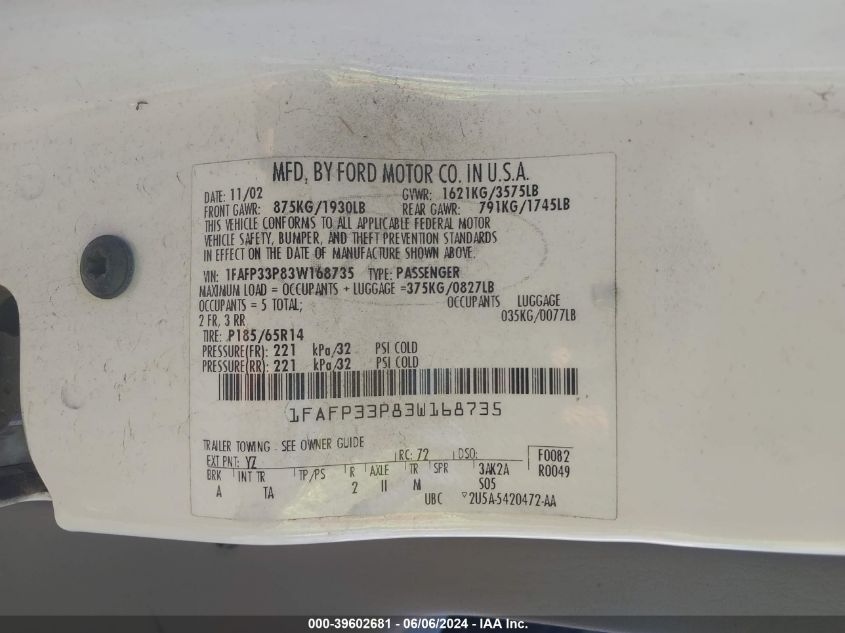 MFD. BY FORD MOTOR CO. IN U.S.A.
DATE: 11/02 GVWR: 1621KG/3575LB
FRONT GAWR: 875KG/1930LB REAR GAWR: 791KG/1745LB
THIS VEHICLE CONFORMS TO ALL APPLICABLE FEDERAL MOTOR
VEHICLE SAFETY, BUMPER, AND THEFT PREVENTION STANDARDS
IN EFFECT ON THE DATE OF MANUFACTURE SHOWN ABOVE.
VIN: 1FAFP33P83W168735 TYPE: PASSENGER
MAXIMUM LOAD = OCCUPANTS + LUGGAGE =375KG/0827LB
OCCUPANTS = 5 TOTAL; OCCUPANTS LUGGAGE
2 FR, 3 RR 035KG/0077LB
TIRE: P185/65R14
PRESSURE(FR): 221 kPa/32 PSI COLD
PRESSURE(RR): 221 kPa/32 PSI COLD
1FAFP33P83W168735
TRAILER TOWING - SEE OWNER GUIDE
EXT PNT: YZ RC: 72 DSO: F0082
BRK INT TR TP/PS R AXLE TR SPR 3AK2A R0049
A TA 2 II M S05
UBC ▽2U5A-5420472-AA
000-39602681 - 06/06/2024 - IAA Inc.